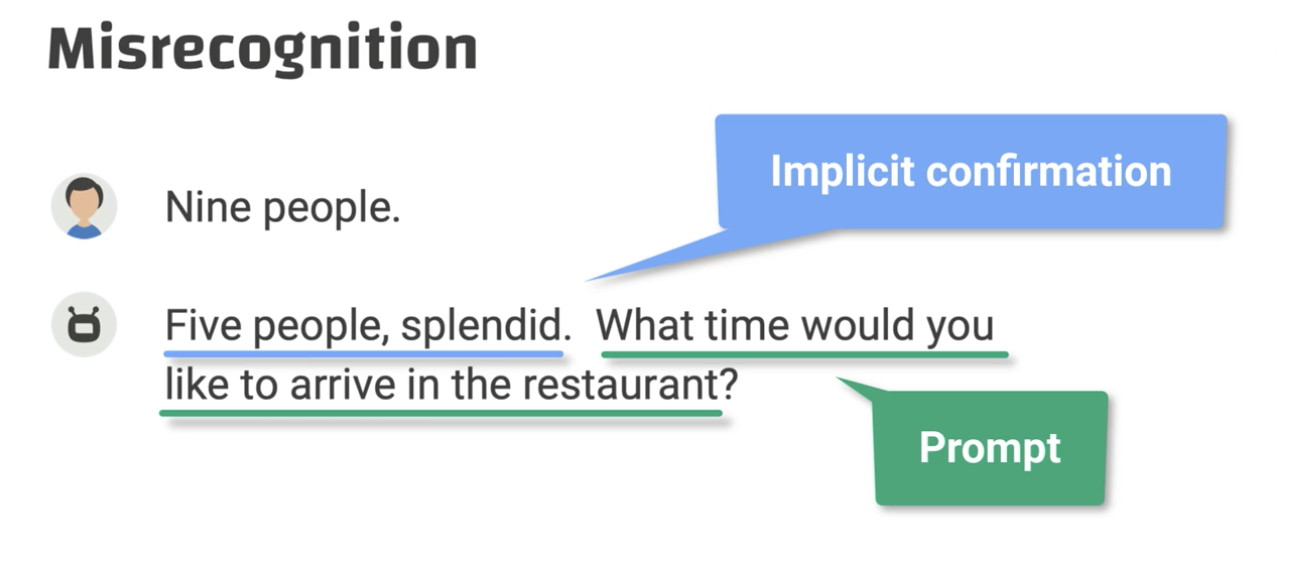 Misrecognition
Implicit confirmation
Nine people.
Five people, splendid. What time would you
like to arrive in the restaurant?
Prompt